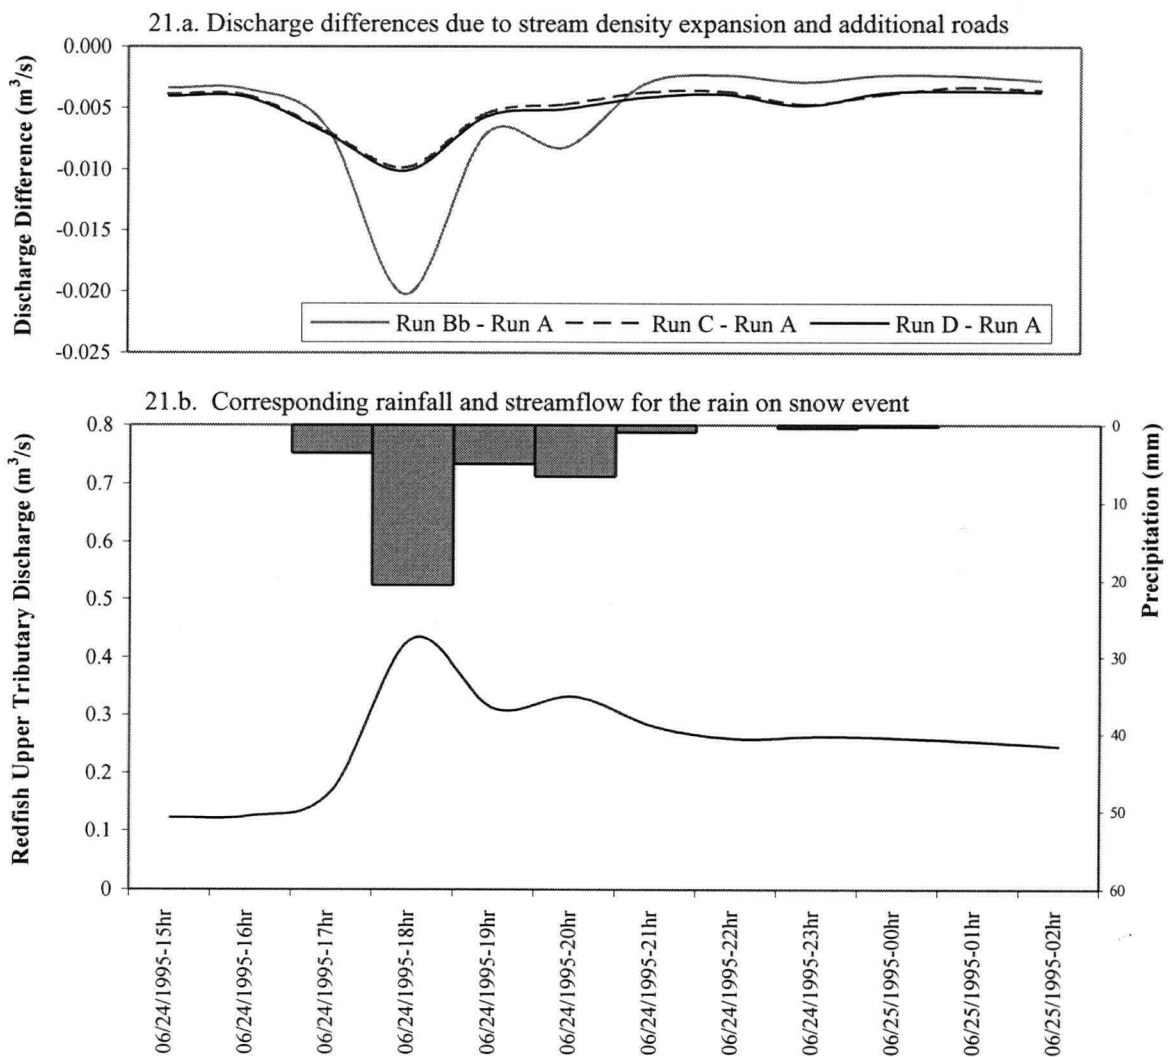 21.a. Discharge differences due to stream density expansion and additional roads
Discharge Difference (m³/s)
0.000
-0.005
-0.010
-0.015
-0.020
-0.025
Run Bb - Run A
Run C - Run A
Run D - Run A
21.b. Corresponding rainfall and streamflow for the rain on snow event
Redfish Upper Tributary Discharge (m³/s)
0.8
0.7
0.6
0.5
0.4
0.3
0.2
0.1
0
0
10
20
30
40
50
60
Precipitation (mm)
06/24/1995-15hr
06/24/1995-16hr
06/24/1995-17hr
06/24/1995-18hr
06/24/1995-19hr
06/24/1995-20hr
06/24/1995-21hr
06/24/1995-22hr
06/24/1995-23hr
06/25/1995-00hr
06/25/1995-01hr
06/25/1995-02hr